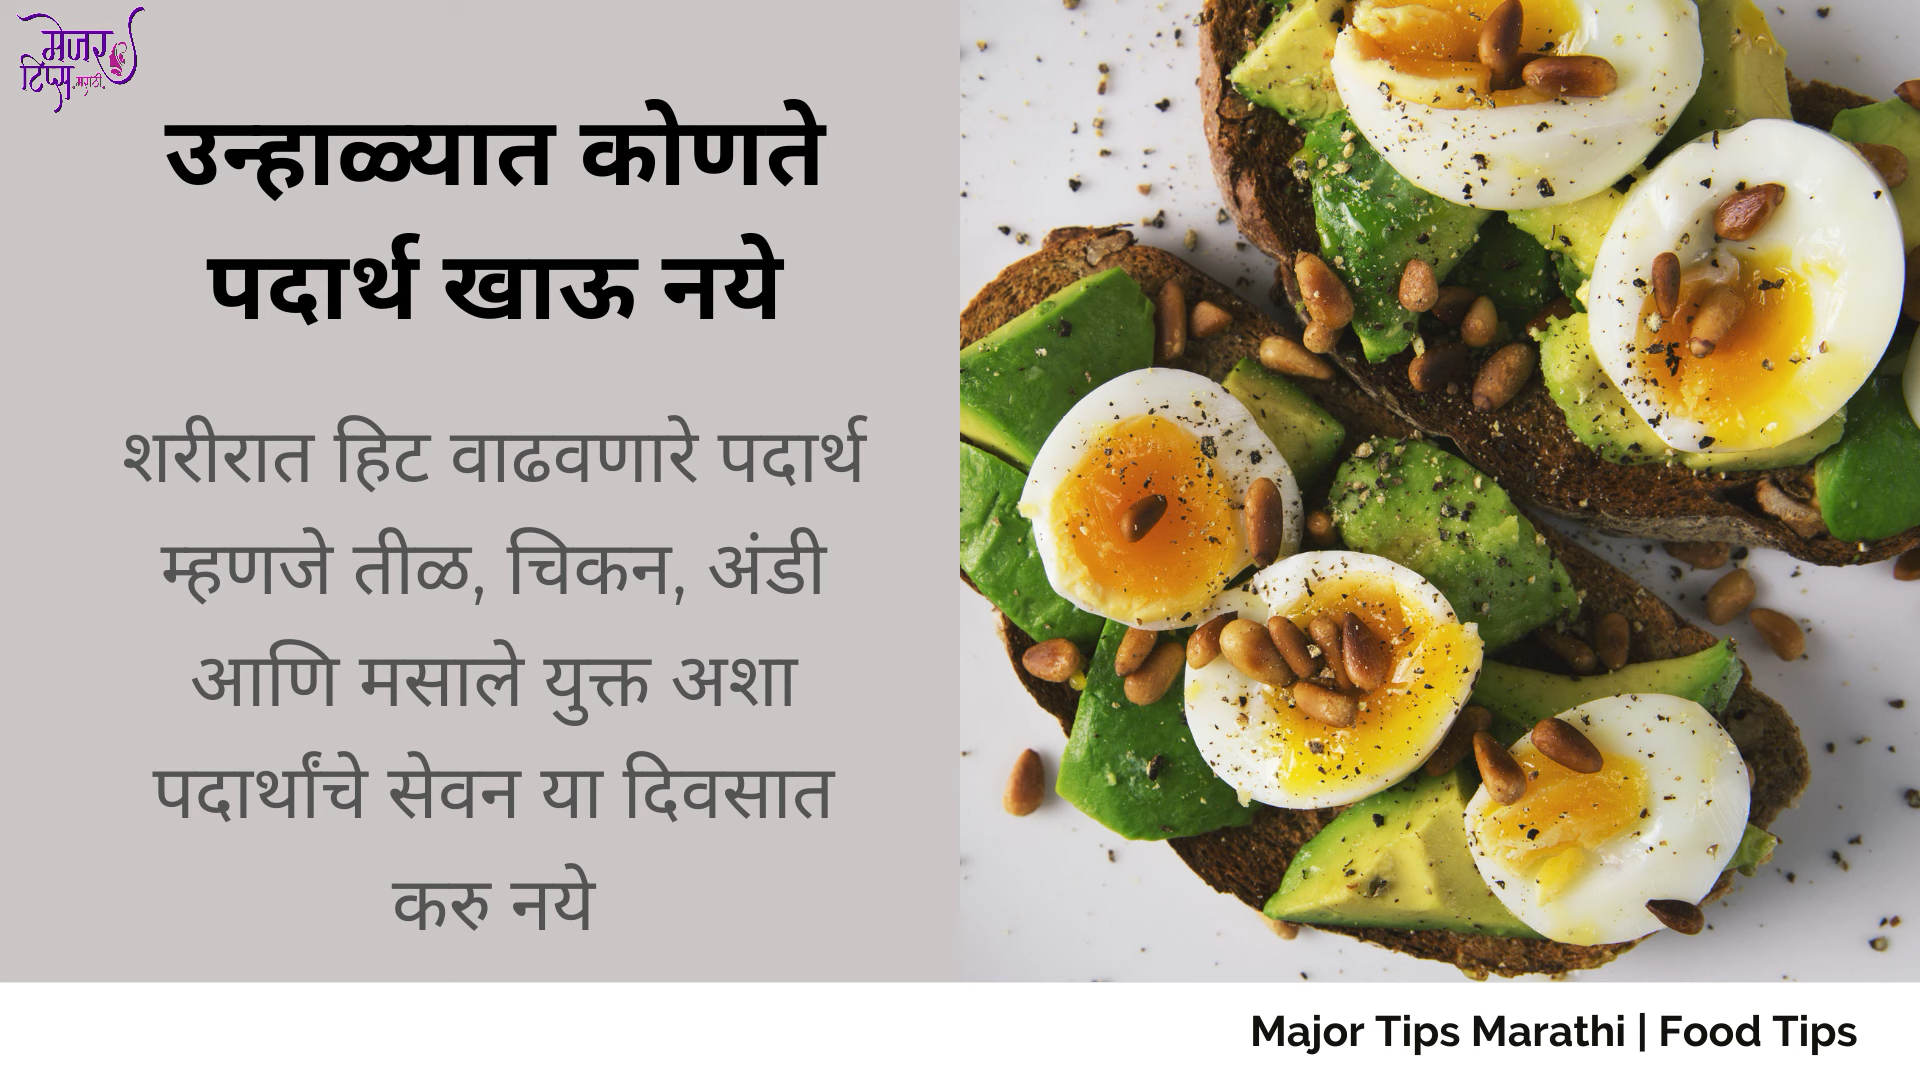 मेजर
टिप्स मराठी
उन्हाळ्यात कोणते
पदार्थ खाऊ नये
शरीरात हिट वाढवणारे पदार्थ
म्हणजे तीळ, चिकन, अंडी
आणि मसाले युक्त अशा
पदार्थांचे सेवन या दिवसात
करु नये
Major Tips Marathi | Food Tips